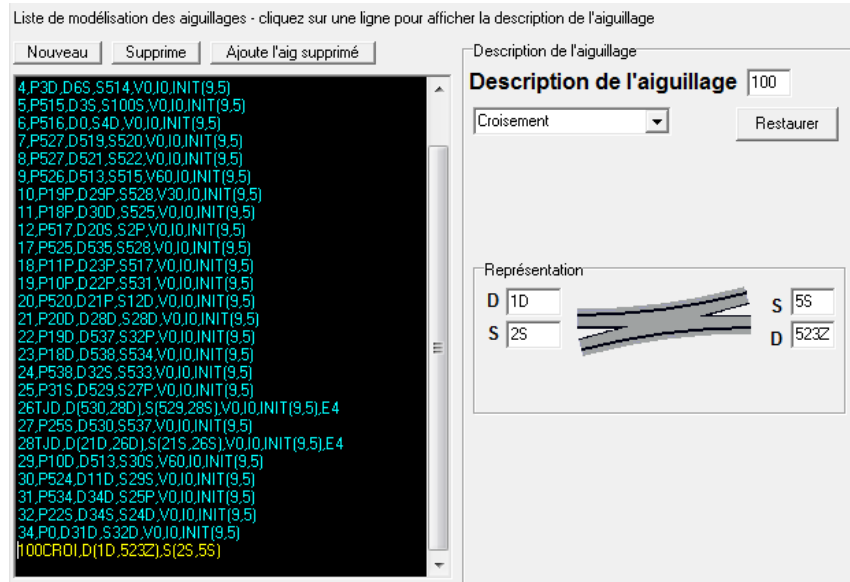 Liste de modélisation des aiguillages - cliquez sur une ligne pour afficher la description de l'aiguillage
Nouveau Supprime Ajoute l'aig supprimé
4,P3D,D6S,S514,V0,I0,INIT(9,5)
5,P515,D3S,S100S,V0,I0,INIT(9,5)
6,P516,D0,S4D,V0,I0,INIT(9,5)
7,P527,D519,S520,V0,I0,INIT(9,5)
8,P527,D521,S522,V0,I0,INIT(9,5)
9,P526,D513,S515,V60,I0,INIT(9,5)
10,P19P,D29P,S528,V30,I0,INIT(9,5)
11,P18P,D30D,S525,V0,I0,INIT(9,5)
12,P517,D20S,S2P,V0,I0,INIT(9,5)
17,P525,D535,S528,V0,I0,INIT(9,5)
18,P11P,D23P,S517,V0,I0,INIT(9,5)
19,P10P,D22P,S531,V0,I0,INIT(9,5)
20,P520,D21P,S12D,V0,I0,INIT(9,5)
21,P20D,D28D,S28D,V0,I0,INIT(9,5)
22,P19D,D537,S32P,V0,I0,INIT(9,5)
23,P18D,D538,S534,V0,I0,INIT(9,5)
24,P538,D32S,S533,V0,I0,INIT(9,5)
25,P31S,D529,S27P,V0,I0,INIT(9,5)
26TJD,D(530,28D),S(529,28S),V0,I0,INIT(9,5),E4
27,P25S,D530,S537,V0,I0,INIT(9,5)
28TJD,D(21D,26D),S(21S,26S),V0,I0,INIT(9,5),E4
29,P10D,D513,S30S,V60,I0,INIT(9,5)
30,P524,D11D,S29S,V0,I0,INIT(9,5)
31,P534,D34D,S25P,V0,I0,INIT(9,5)
32,P22S,D34S,S24D,V0,I0,INIT(9,5)
34,P0,D31D,S32D,V0,I0,INIT(9,5)
100CROI,D(1D,523Z),S(2S,5S)
Description de l'aiguillage
Description de l'aiguillage 100
Croisement Restaurer
Représentation
D 1D S 5S
S 2S D 523Z